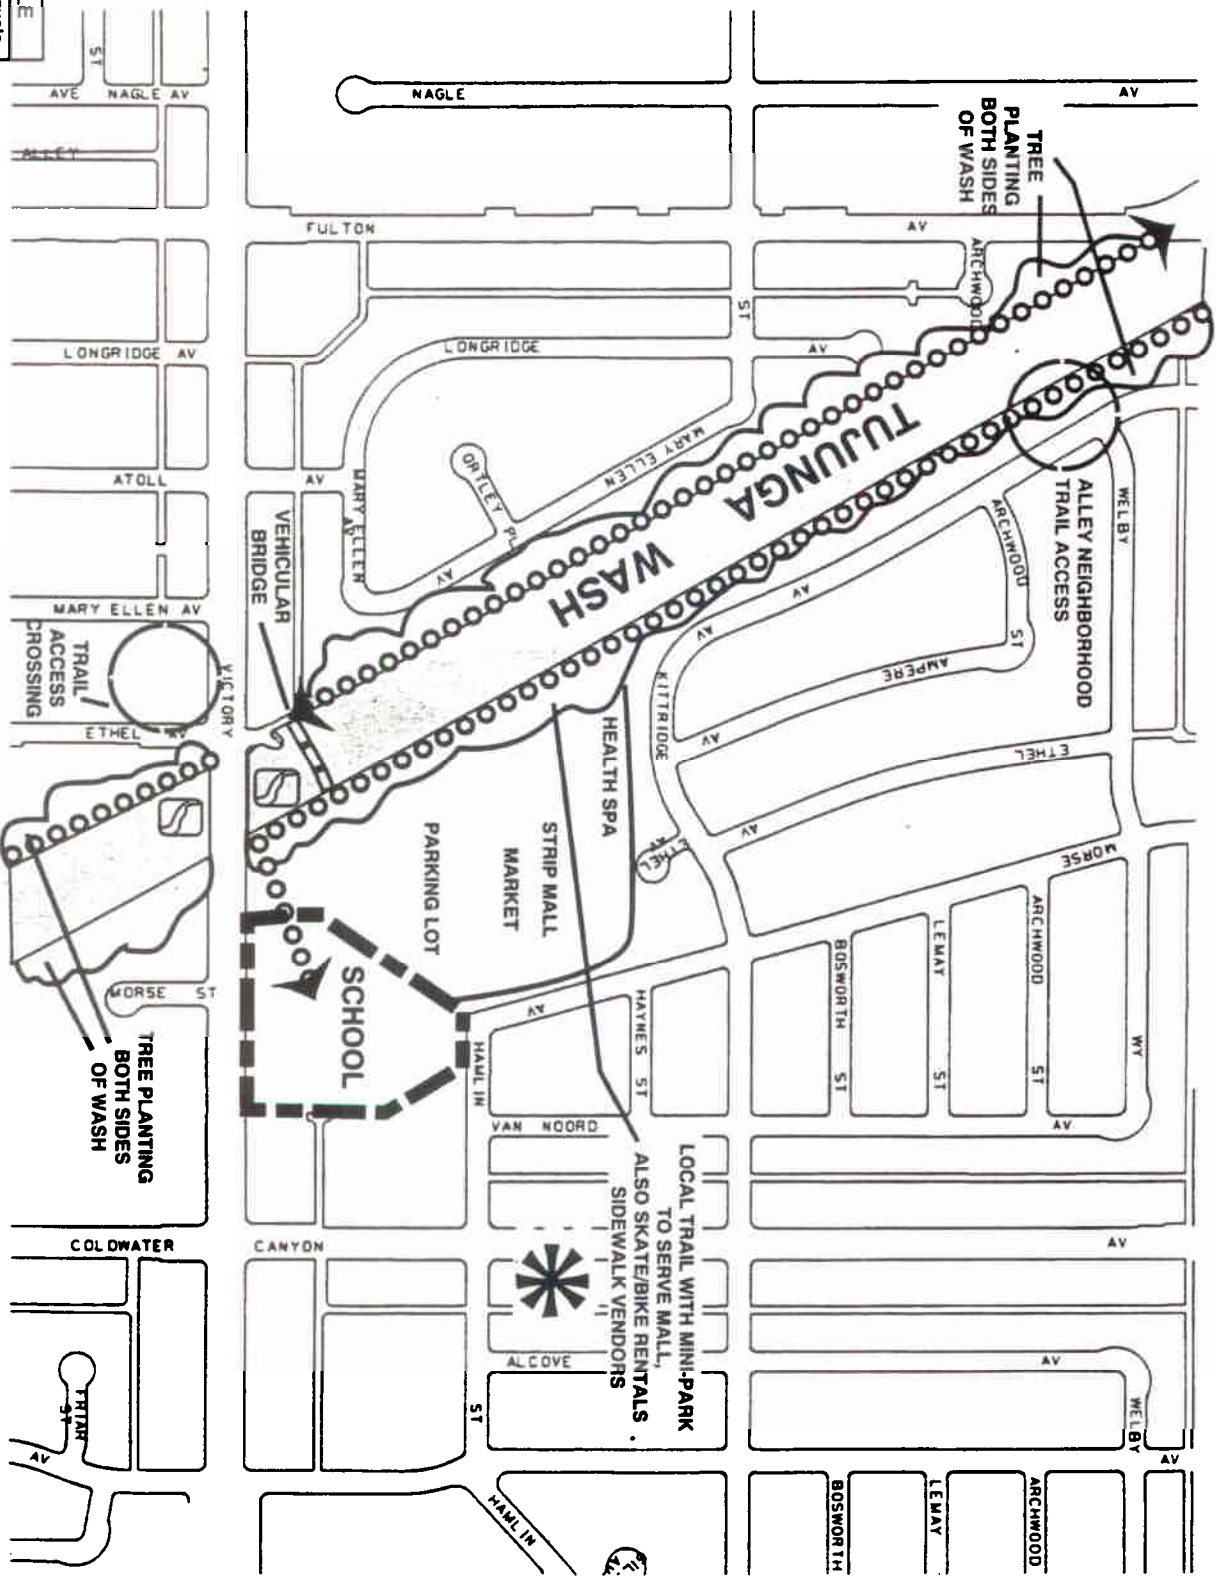 ST
AVE
NAGLE AV
NAGLE
AV
ALLEY
TREE
PLANTING
BOTH SIDES
OF WASH
FULTON
AV
ARCHWOOD
ST
LONGRIDGE AV
LONGRIDGE
AV
MARY ELLEN
ORTLEY PL
ATOLL
AV
MARY ELLEN
AV
AV
VEHICULAR
BRIDGE
TUJUNGA
WASH
WELBY
ALLEY NEIGHBORHOOD
TRAIL ACCESS
ARCHWOOD
ST
AV
AV
AMPERE
AV
KITTRIDGE
MARY ELLEN AV
TRAIL
ACCESS
CROSSING
VICTORY
ETHEL AV
ETHEL
AV
ETHEL
AV
HEALTH SPA
STRIP MALL
MARKET
PARKING LOT
MORSE
SCHOOL
MORSE ST
AV
HAMLIN
HAYNES ST
BOSWORTH ST
LEMAY ST
ARCHWOOD ST
WY
TREE PLANTING
BOTH SIDES
OF WASH
VAN NOORD
AV
LOCAL TRAIL WITH MINI-PARK
TO SERVE MALL,
ALSO SKATE/BIKE RENTALS
SIDEWALK VENDORS
COLDWATER
CANYON
AV
ALCOVE
AV
FRIAR
ST
AV
ST
WELBY
AV
HAMLIN
BOSWORTH
LEMAY
ARCHWOOD